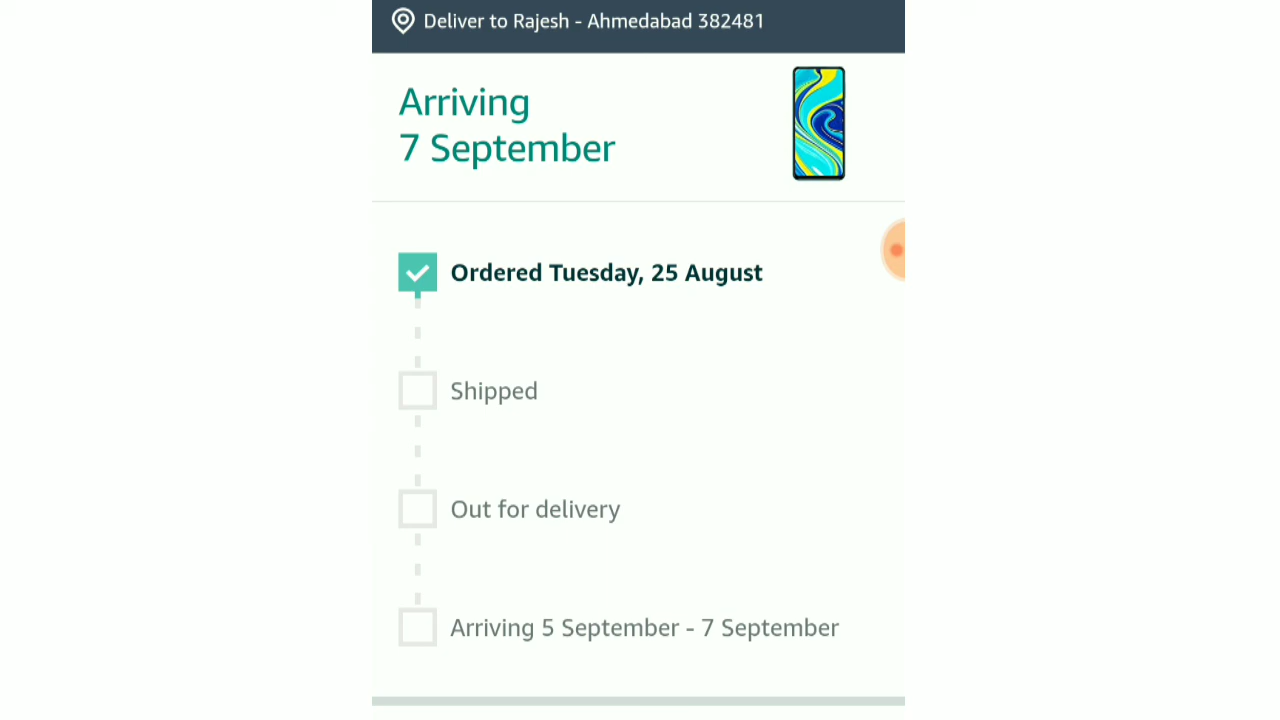 Deliver to Rajesh - Ahmedabad 382481
Arriving
7 September
Ordered Tuesday, 25 August
Shipped
Out for delivery
Arriving 5 September - 7 September